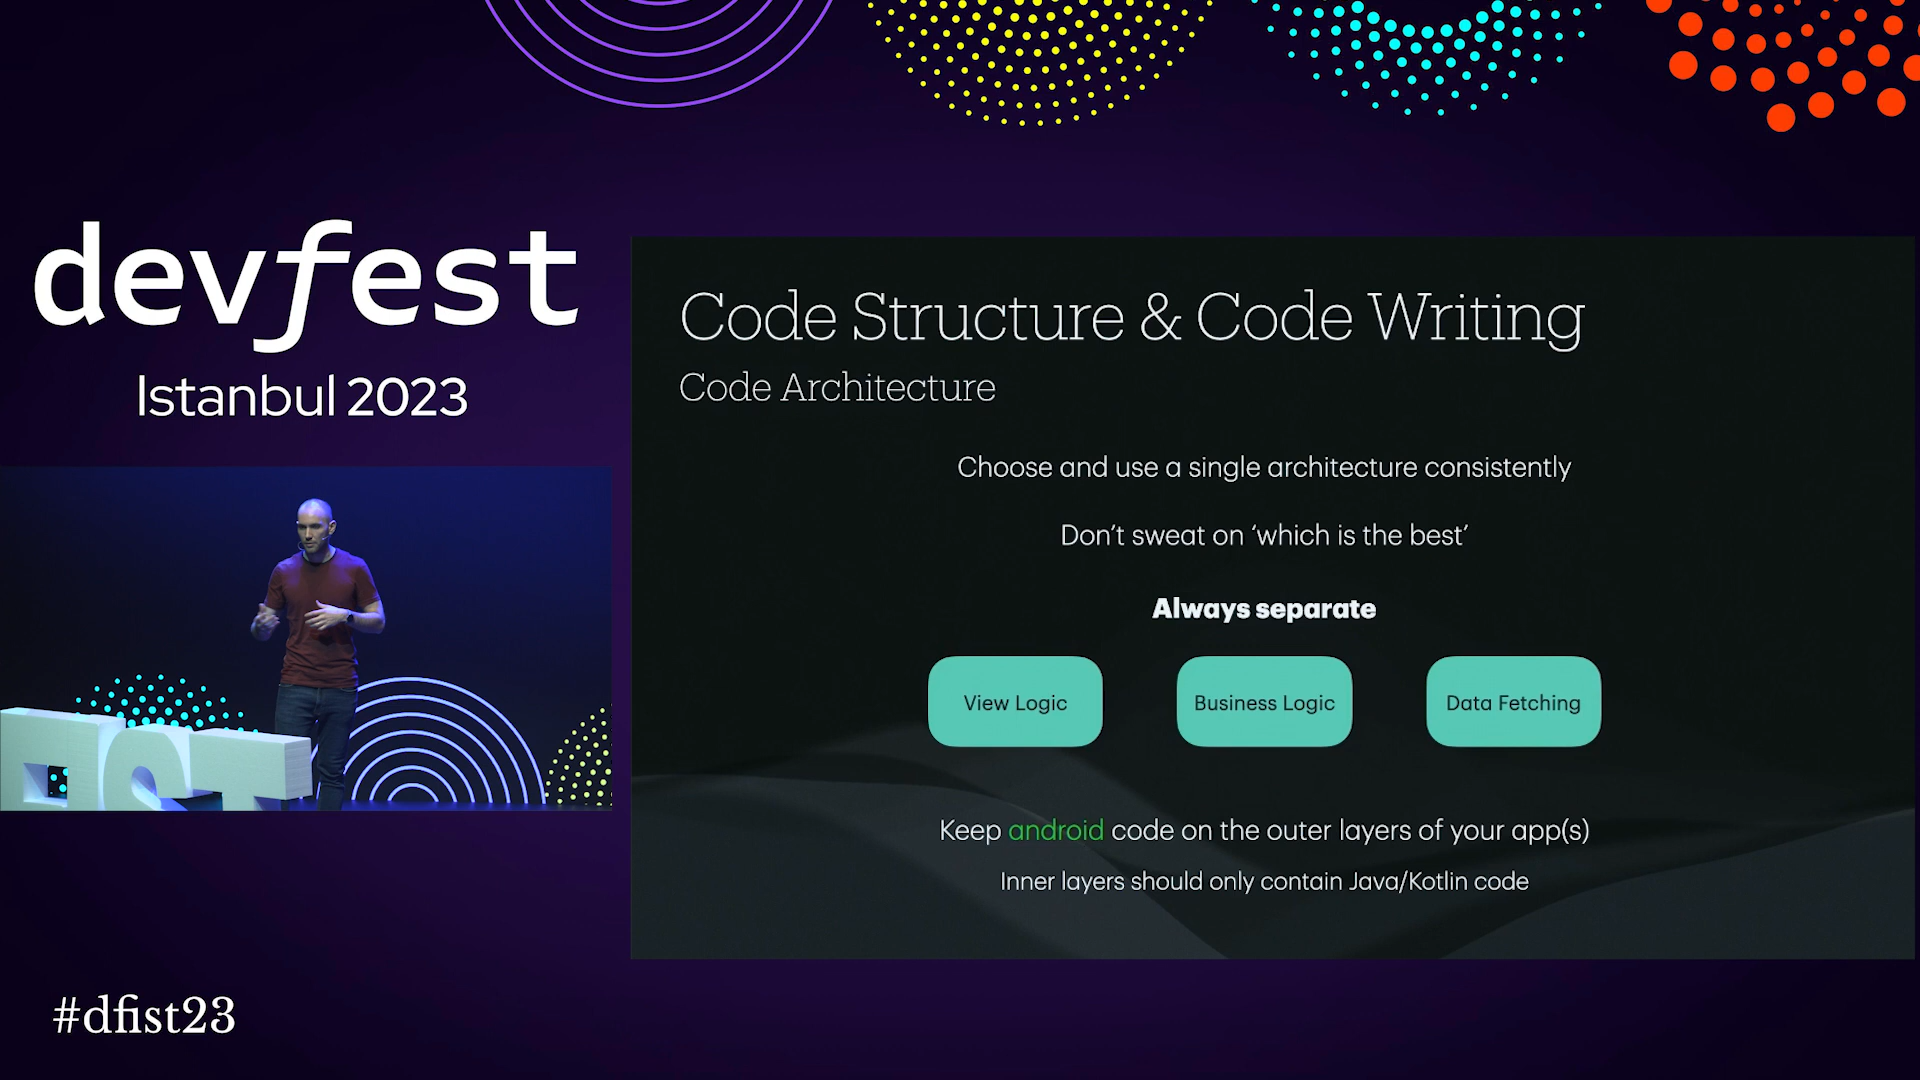 devfest
Istanbul 2023
Code Structure & Code Writing
Code Architecture
Choose and use a single architecture consistently
Don’t sweat on ‘which is the best’
Always separate
View Logic
Business Logic
Data Fetching
Keep android code on the outer layers of your app(s)
Inner layers should only contain Java/Kotlin code
#dfist23